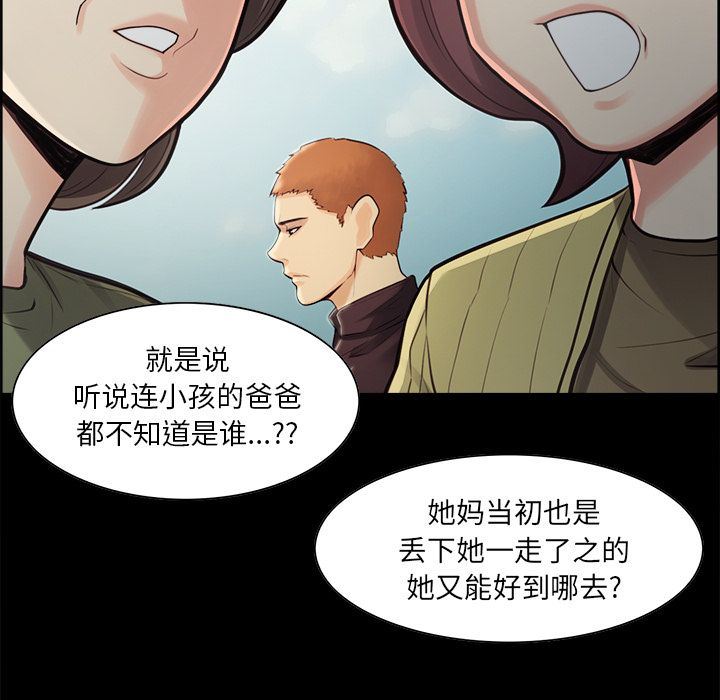 就是说
听说连小孩的爸爸
都不知道是谁...??
她妈当初也是
丢下她一走了之的
她又能好到哪去?